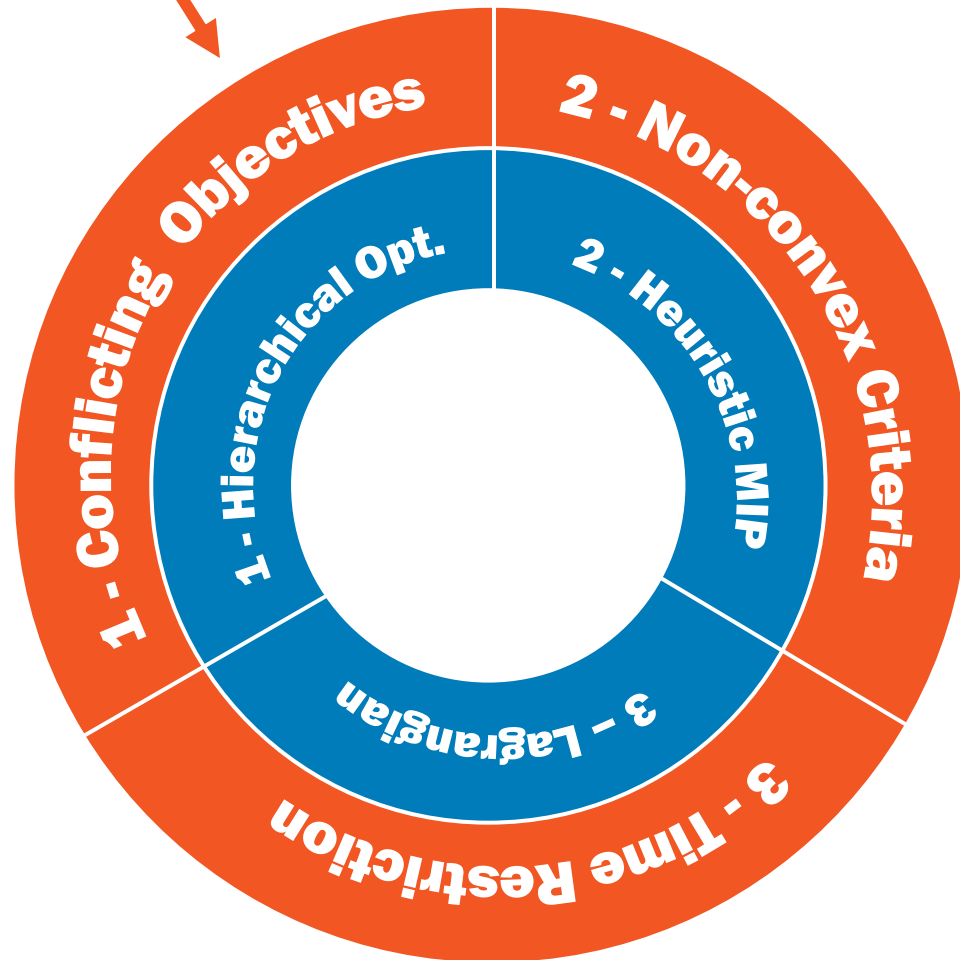 1 - Conflicting Objectives
2 - Non-convex Criteria
3 - Time Restriction
1 - Hierarchical Opt.
2 - Heuristic MIP
3 – Lagrangian